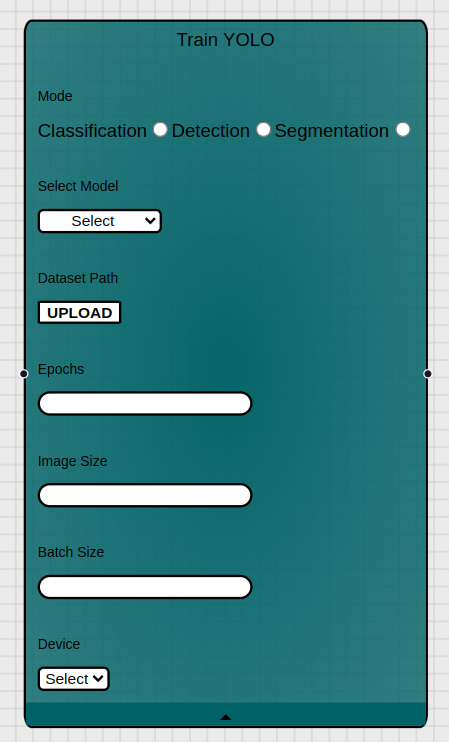 Train YOLO
Mode
Classification Detection Segmentation
Select Model
Select
Dataset Path
UPLOAD
Epochs
Image Size
Batch Size
Device
Select